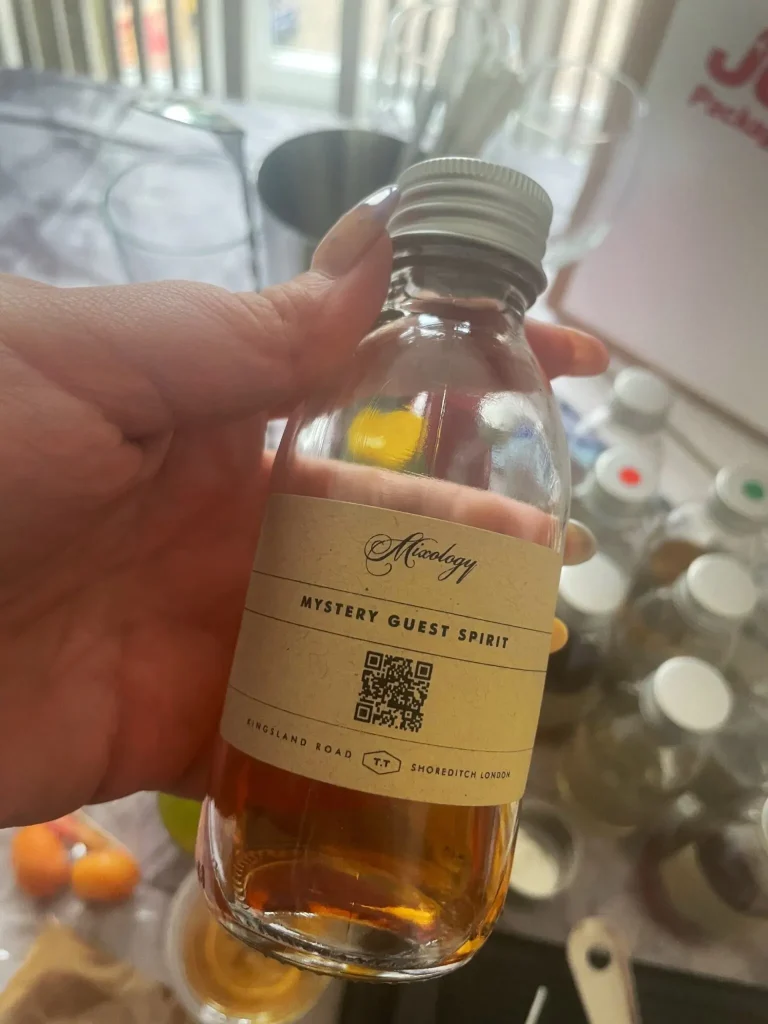 Mixology
MYSTERY GUEST SPIRIT
KINGSLAND ROAD T.T SHOREDITCH LONDON